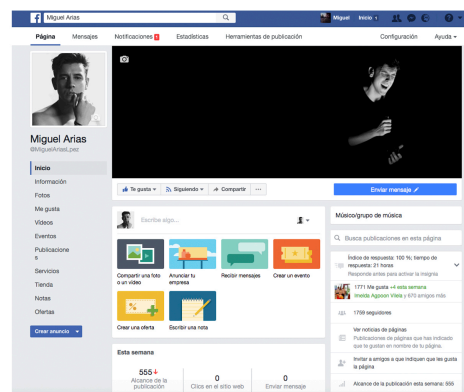 Miguel Arias
Miguel
Inicio
Página
Mensajes
Notificaciones
Estadísticas
Herramientas de publicación
Configuración
Ayuda
Miguel Arias
@MiguelAriasLpez
Inicio
Información
Fotos
Me gusta
Vídeos
Eventos
Publicacione
s
Servicios
Tienda
Notas
Ofertas
Crear anuncio
Te gusta
Siguiendo
Compartir
Enviar mensaje
Escribe algo...
Compartir una foto
o un vídeo
Anunciar tu
empresa
Recibir mensajes
Crear un evento
Crear una oferta
Escribir una nota
Esta semana
555
Alcance de la
publicación
0
Clics en el sitio web
0
Enviar mensaje
Músico/grupo de música
Busca publicaciones en esta página
Índice de respuesta: 100 %; tiempo de
respuesta: 21 horas
Responde antes para activar la insignia
1771 Me gusta +4 esta semana
Imelda Aggson Vilela y 670 amigos más
1759 seguidores
Ver noticias de páginas
Publicaciones de páginas que has indicado
que te gustan en nombre de tu página.
Invitar a amigos a que indiquen que les gusta
la página
Alcance de la publicación esta semana: 555